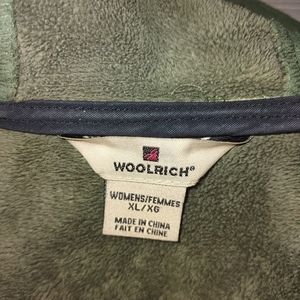 WOOLRICH®
WOMENS/FEMMES
XL/XG
MADE IN CHINA
FAIT EN CHINE